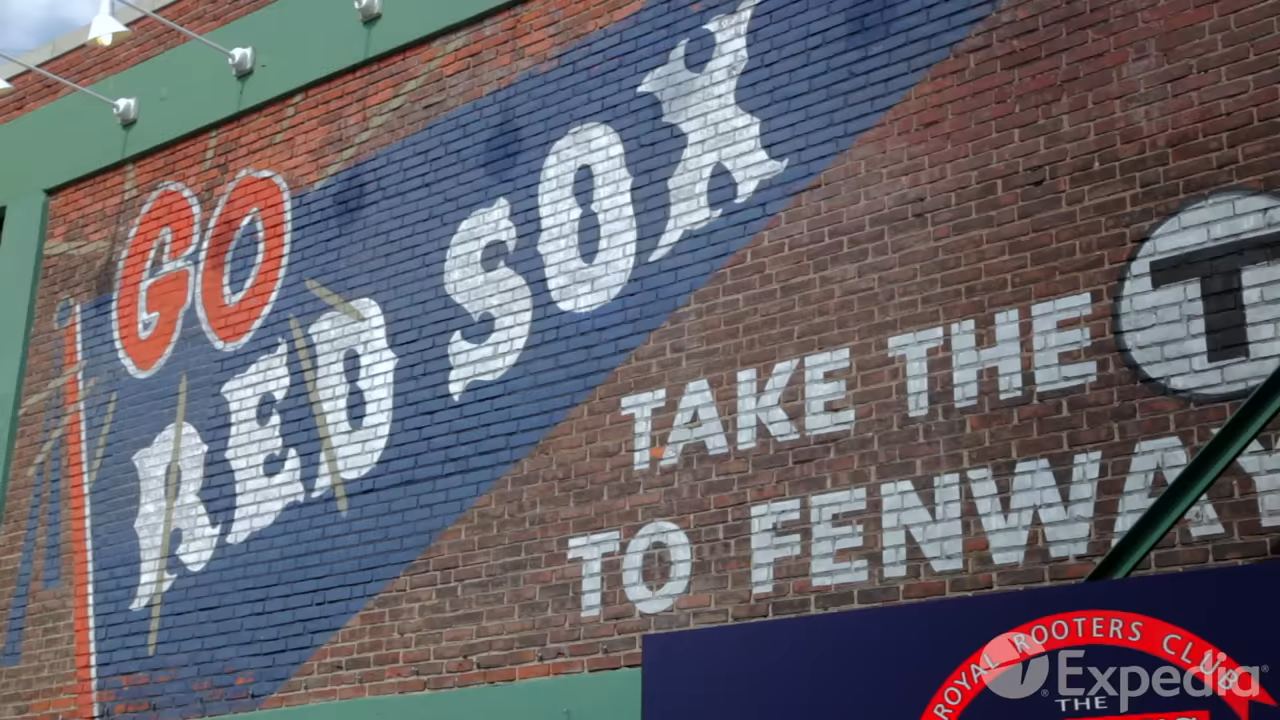 GO
RED SOX
TAKE THE T
TO FENWAY
ROYAL ROOTERS CLUB
THE
Expedia